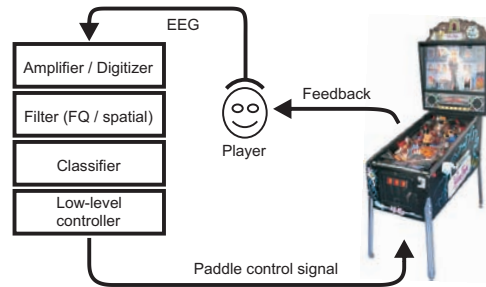 EEG
Amplifier / Digitizer
Filter (FQ / spatial)
Classifier
Low-level
controller
Player
Feedback
Paddle control signal